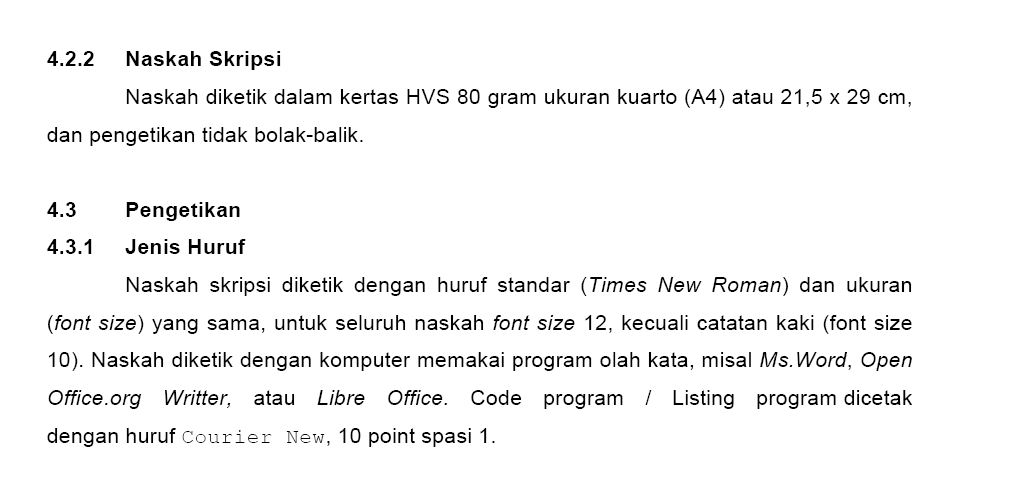 4.2.2 Naskah Skripsi
Naskah diketik dalam kertas HVS 80 gram ukuran kuarto (A4) atau 21,5 x 29 cm,
dan pengetikan tidak bolak-balik.
4.3 Pengetikan
4.3.1 Jenis Huruf
Naskah skripsi diketik dengan huruf standar (Times New Roman) dan ukuran
(font size) yang sama, untuk seluruh naskah font size 12, kecuali catatan kaki (font size
10). Naskah diketik dengan komputer memakai program olah kata, misal Ms.Word, Open
Office.org Writter, atau Libre Office. Code program / Listing program dicetak
dengan huruf Courier New, 10 point spasi 1.